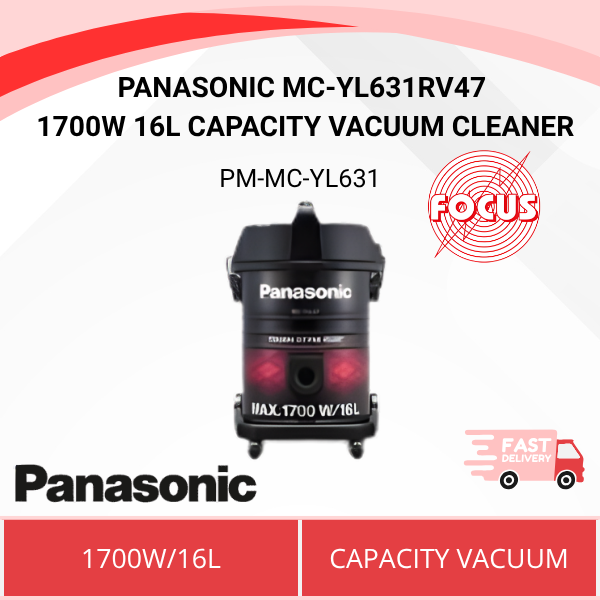 PANASONIC MC-YL631RV47
1700W 16L CAPACITY VACUUM CLEANER
PM-MC-YL631
FOCUS
Panasonic
MAX.1700 W/16L
FAST
DELIVERY
Panasonic
1700W/16L
CAPACITY VACUUM